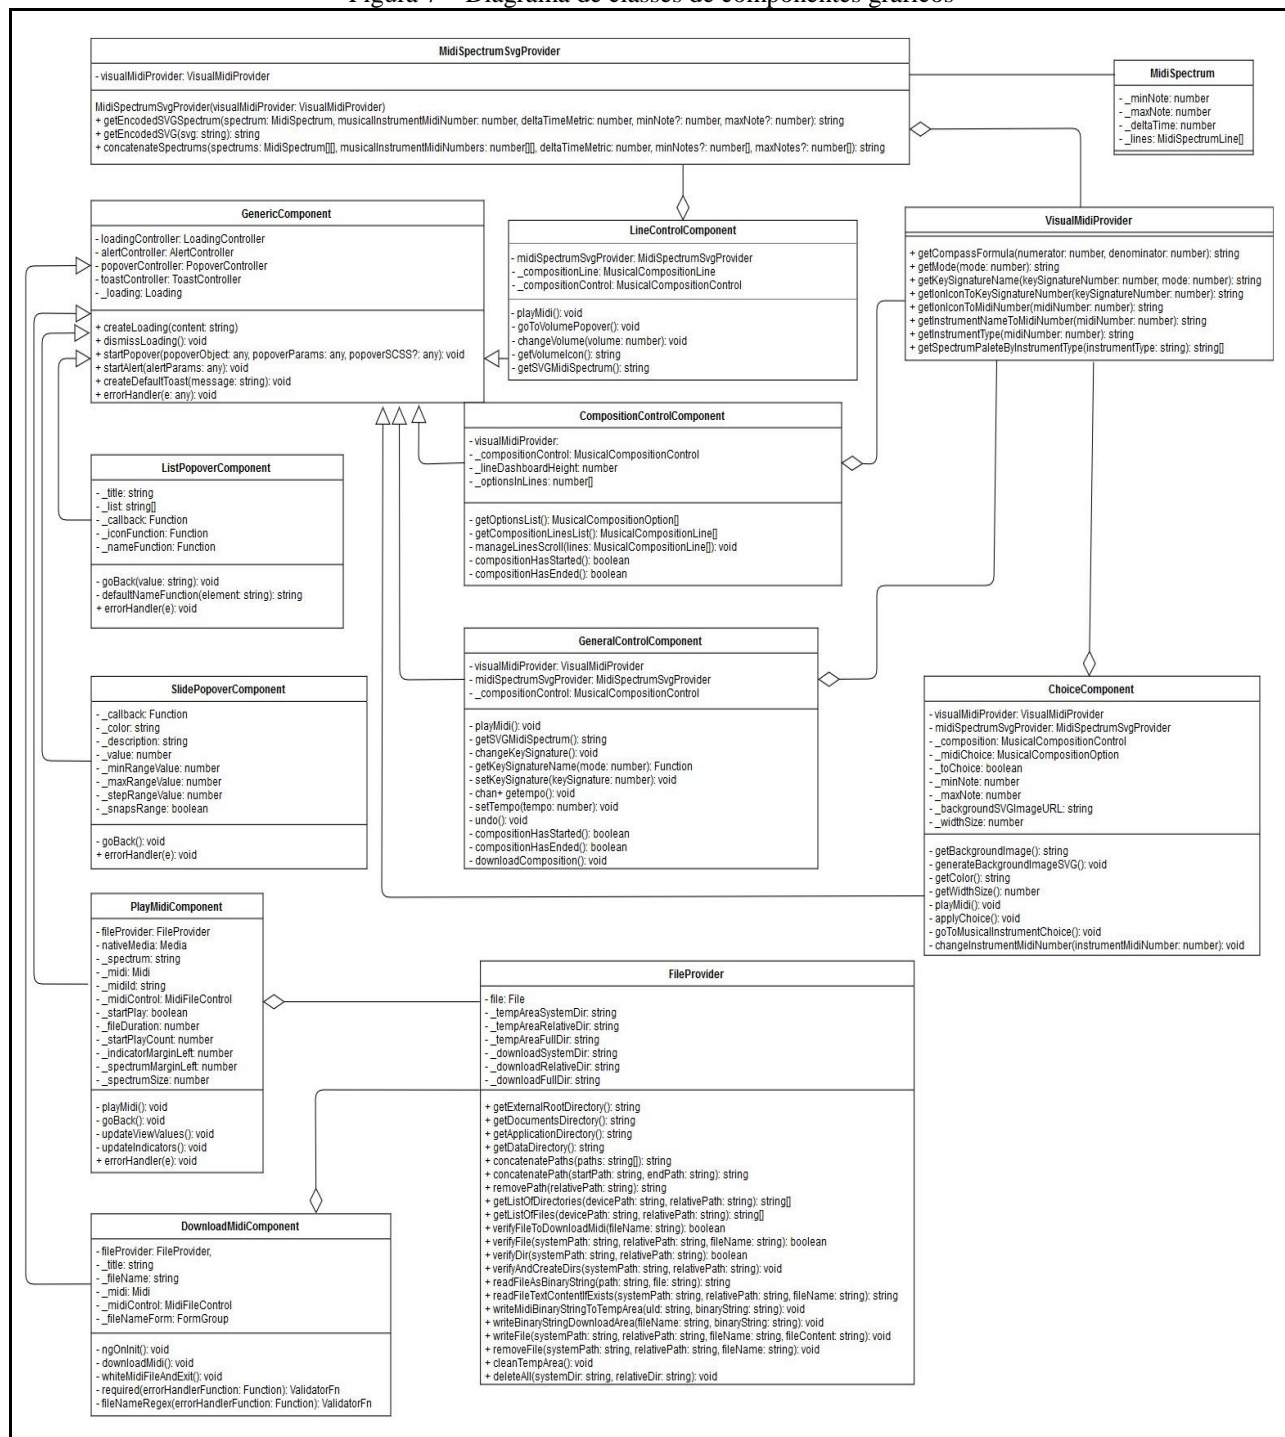 Figura 7 – Diagrama de classes de componentes gráficos
MidiSpectrumSvgProvider
- visualMidiProvider: VisualMidiProvider
MidiSpectrumSvgProvider(visualMidiProvider: VisualMidiProvider)
+ getEncodedSVGSpectrum(spectrum: MidiSpectrum, musicalInstrumentMidiNumber: number, deltaTimeMetric: number, minNote?: number, maxNote?: number): string
+ getEncodedSVG(svg: string): string
+ concatenateSpectrums(spectrums: MidiSpectrum[][], musicalInstrumentMidiNumbers: number[][], deltaTimeMetric: number, minNotes?: number[], maxNotes?: number[]): string
MidiSpectrum
- _minNote: number
- _maxNote: number
- _deltaTime: number
- _lines: MidiSpectrumLine[]
GenericComponent
- loadingController: LoadingController
- alertController: AlertController
- popoverController: PopoverController
- toastController: ToastController
- _loading: Loading
+ createLoading(content: string)
+ dismissLoading(): void
+ startPopover(popoverObject: any, popoverParams: any, popoverSCSS?: any): void
+ startAlert(alertParams: any): void
+ createDefaultToast(message: string): void
+ errorHandler(e: any): void
LineControlComponent
- midiSpectrumSvgProvider: MidiSpectrumSvgProvider
- _compositionLine: MusicalCompositionLine
- _compositionControl: MusicalCompositionControl
- playMidi(): void
- goToVolumePopover(): void
- changeVolume(volume: number): void
- getVolumeIcon(): string
- getSVGMidiSpectrum(): string
VisualMidiProvider
+ getCompassFormula(numerator: number, denominator: number): string
+ getMode(mode: number): string
+ getKeySignatureName(keySignatureNumber: number, mode: number): string
+ getIonIconToKeySignatureNumber(keySignatureNumber: number): string
+ getIonIconToMidiNumber(midiNumber: number): string
+ getInstrumentNameToMidiNumber(midiNumber: number): string
+ getInstrumentType(midiNumber: number): string
+ getSpectrumPaleteByInstrumentType(instrumentType: string): string[]
CompositionControlComponent
- visualMidiProvider:
- _compositionControl: MusicalCompositionControl
- _lineDashboardHeight: number
- _optionsInLines: number[]
- getOptionsList(): MusicalCompositionOption[]
- getCompositionLinesList(): MusicalCompositionLine[]
- manageLinesScroll(lines: MusicalCompositionLine[]): void
- compositionHasStarted(): boolean
- compositionHasEnded(): boolean
ListPopoverComponent
- _title: string
- _list: string[]
- _callback: Function
- _iconFunction: Function
- _nameFunction: Function
- goBack(value: string): void
- defaultNameFunction(element: string): string
+ errorHandler(e): void
GeneralControlComponent
- visualMidiProvider: VisualMidiProvider
- midiSpectrumSvgProvider: MidiSpectrumSvgProvider
- _compositionControl: MusicalCompositionControl
- playMidi(): void
- getSVGMidiSpectrum(): string
- changeKeySignature(): void
- getKeySignatureName(mode: number): Function
- setKeySignature(keySignature: number): void
- chan+ getempo(): void
- setTempo(tempo: number): void
- undo(): void
- compositionHasStarted(): boolean
- compositionHasEnded(): boolean
- downloadComposition(): void
SlidePopoverComponent
- _callback: Function
- _color: string
- _description: string
- _value: number
- _minRangeValue: number
- _maxRangeValue: number
- _stepRangeValue: number
- _snapsRange: boolean
- goBack(): void
+ errorHandler(e): void
ChoiceComponent
- visualMidiProvider: VisualMidiProvider
- midiSpectrumSvgProvider: MidiSpectrumSvgProvider
- _composition: MusicalCompositionControl
- _midiChoice: MusicalCompositionOption
- _toChoice: boolean
- _minNote: number
- _maxNote: number
- _backgroundSVGImageURL: string
- _widthSize: number
- getBackgroundImage(): string
- generateBackgroundImageSVG(): void
- getColor(): string
- getWidthSize(): number
- playMidi(): void
- applyChoice(): void
- goToMusicalInstrumentChoice(): void
- changeInstrumentMidiNumber(instrumentMidiNumber: number): void
PlayMidiComponent
- fileProvider: FileProvider
- nativeMedia: Media
- _spectrum: string
- _midi: Midi
- _midiId: string
- _midiControl: MidiFileControl
- _startPlay: boolean
- _fileDuration: number
- _startPlayCount: number
- _indicatorMarginLeft: number
- _spectrumMarginLeft: number
- _spectrumSize: number
- playMidi(): void
- goBack(): void
- updateViewValues(): void
- updateIndicators(): void
+ errorHandler(e): void
FileProvider
- file: File
- _tempAreaSystemDir: string
- _tempAreaRelativeDir: string
- _tempAreaFullDir: string
- _downloadSystemDir: string
- _downloadRelativeDir: string
- _downloadFullDir: string
+ getExternalRootDirectory(): string
+ getDocumentsDirectory(): string
+ getApplicationDirectory(): string
+ getDataDirectory(): string
+ concatenatePaths(paths: string[]): string
+ concatenatePath(startPath: string, endPath: string): string
+ removePath(relativePath: string): string
+ getListOfDirectories(devicePath: string, relativePath: string): string[]
+ getListOfFiles(devicePath: string, relativePath: string): string[]
+ verifyFileToDownloadMidi(fileName: string): boolean
+ verifyFile(systemPath: string, relativePath: string, fileName: string): boolean
+ verifyDir(systemPath: string, relativePath: string): boolean
+ verifyAndCreateDirs(systemPath: string, relativePath: string): void
+ readFileAsBinaryString(path: string, file: string): string
+ readFileTextContentIfExists(systemPath: string, relativePath: string, fileName: string): string
+ writeMidiBinaryStringToTempArea(uId: string, binaryString: string): void
+ writeBinaryStringDownloadArea(fileName: string, binaryString: string): void
+ writeFile(systemPath: string, relativePath: string, fileName: string, fileContent: string): void
+ removeFile(systemPath: string, relativePath: string, fileName: string): void
+ cleanTempArea(): void
+ deleteAll(systemDir: string, relativeDir: string): void
DownloadMidiComponent
- fileProvider: FileProvider,
- _title: string
- _fileName: string
- _midi: Midi
- _midiControl: MidiFileControl
- _fileNameForm: FormGroup
- ngOnInit(): void
- downloadMidi(): void
- whiteMidiFileAndExit(): void
- required(errorHandlerFunction: Function): ValidatorFn
- fileNameRegex(errorHandlerFunction: Function): ValidatorFn